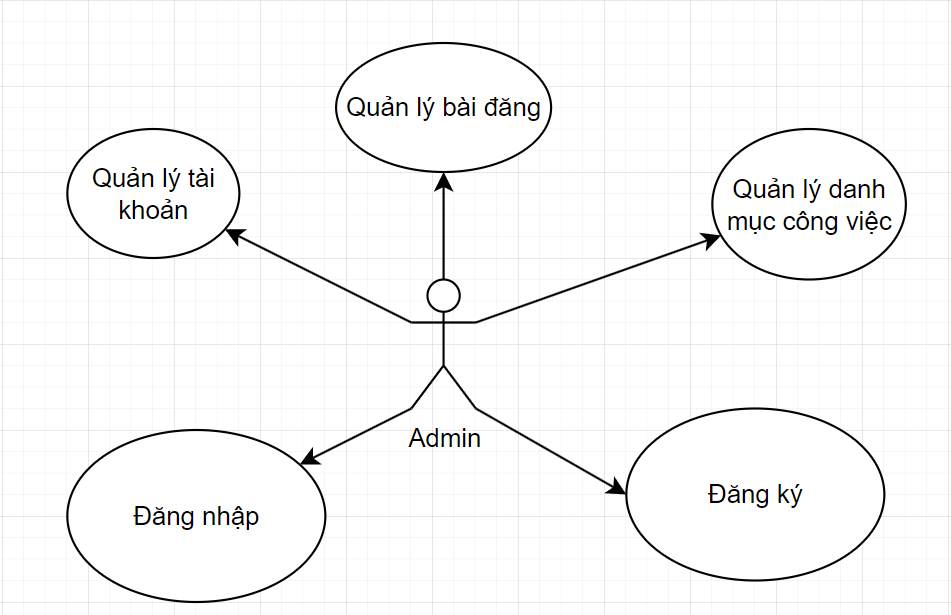 Quản lý bài đăng
Quản lý tài
khoản
Quản lý danh
mục công việc
Admin
Đăng nhập
Đăng ký